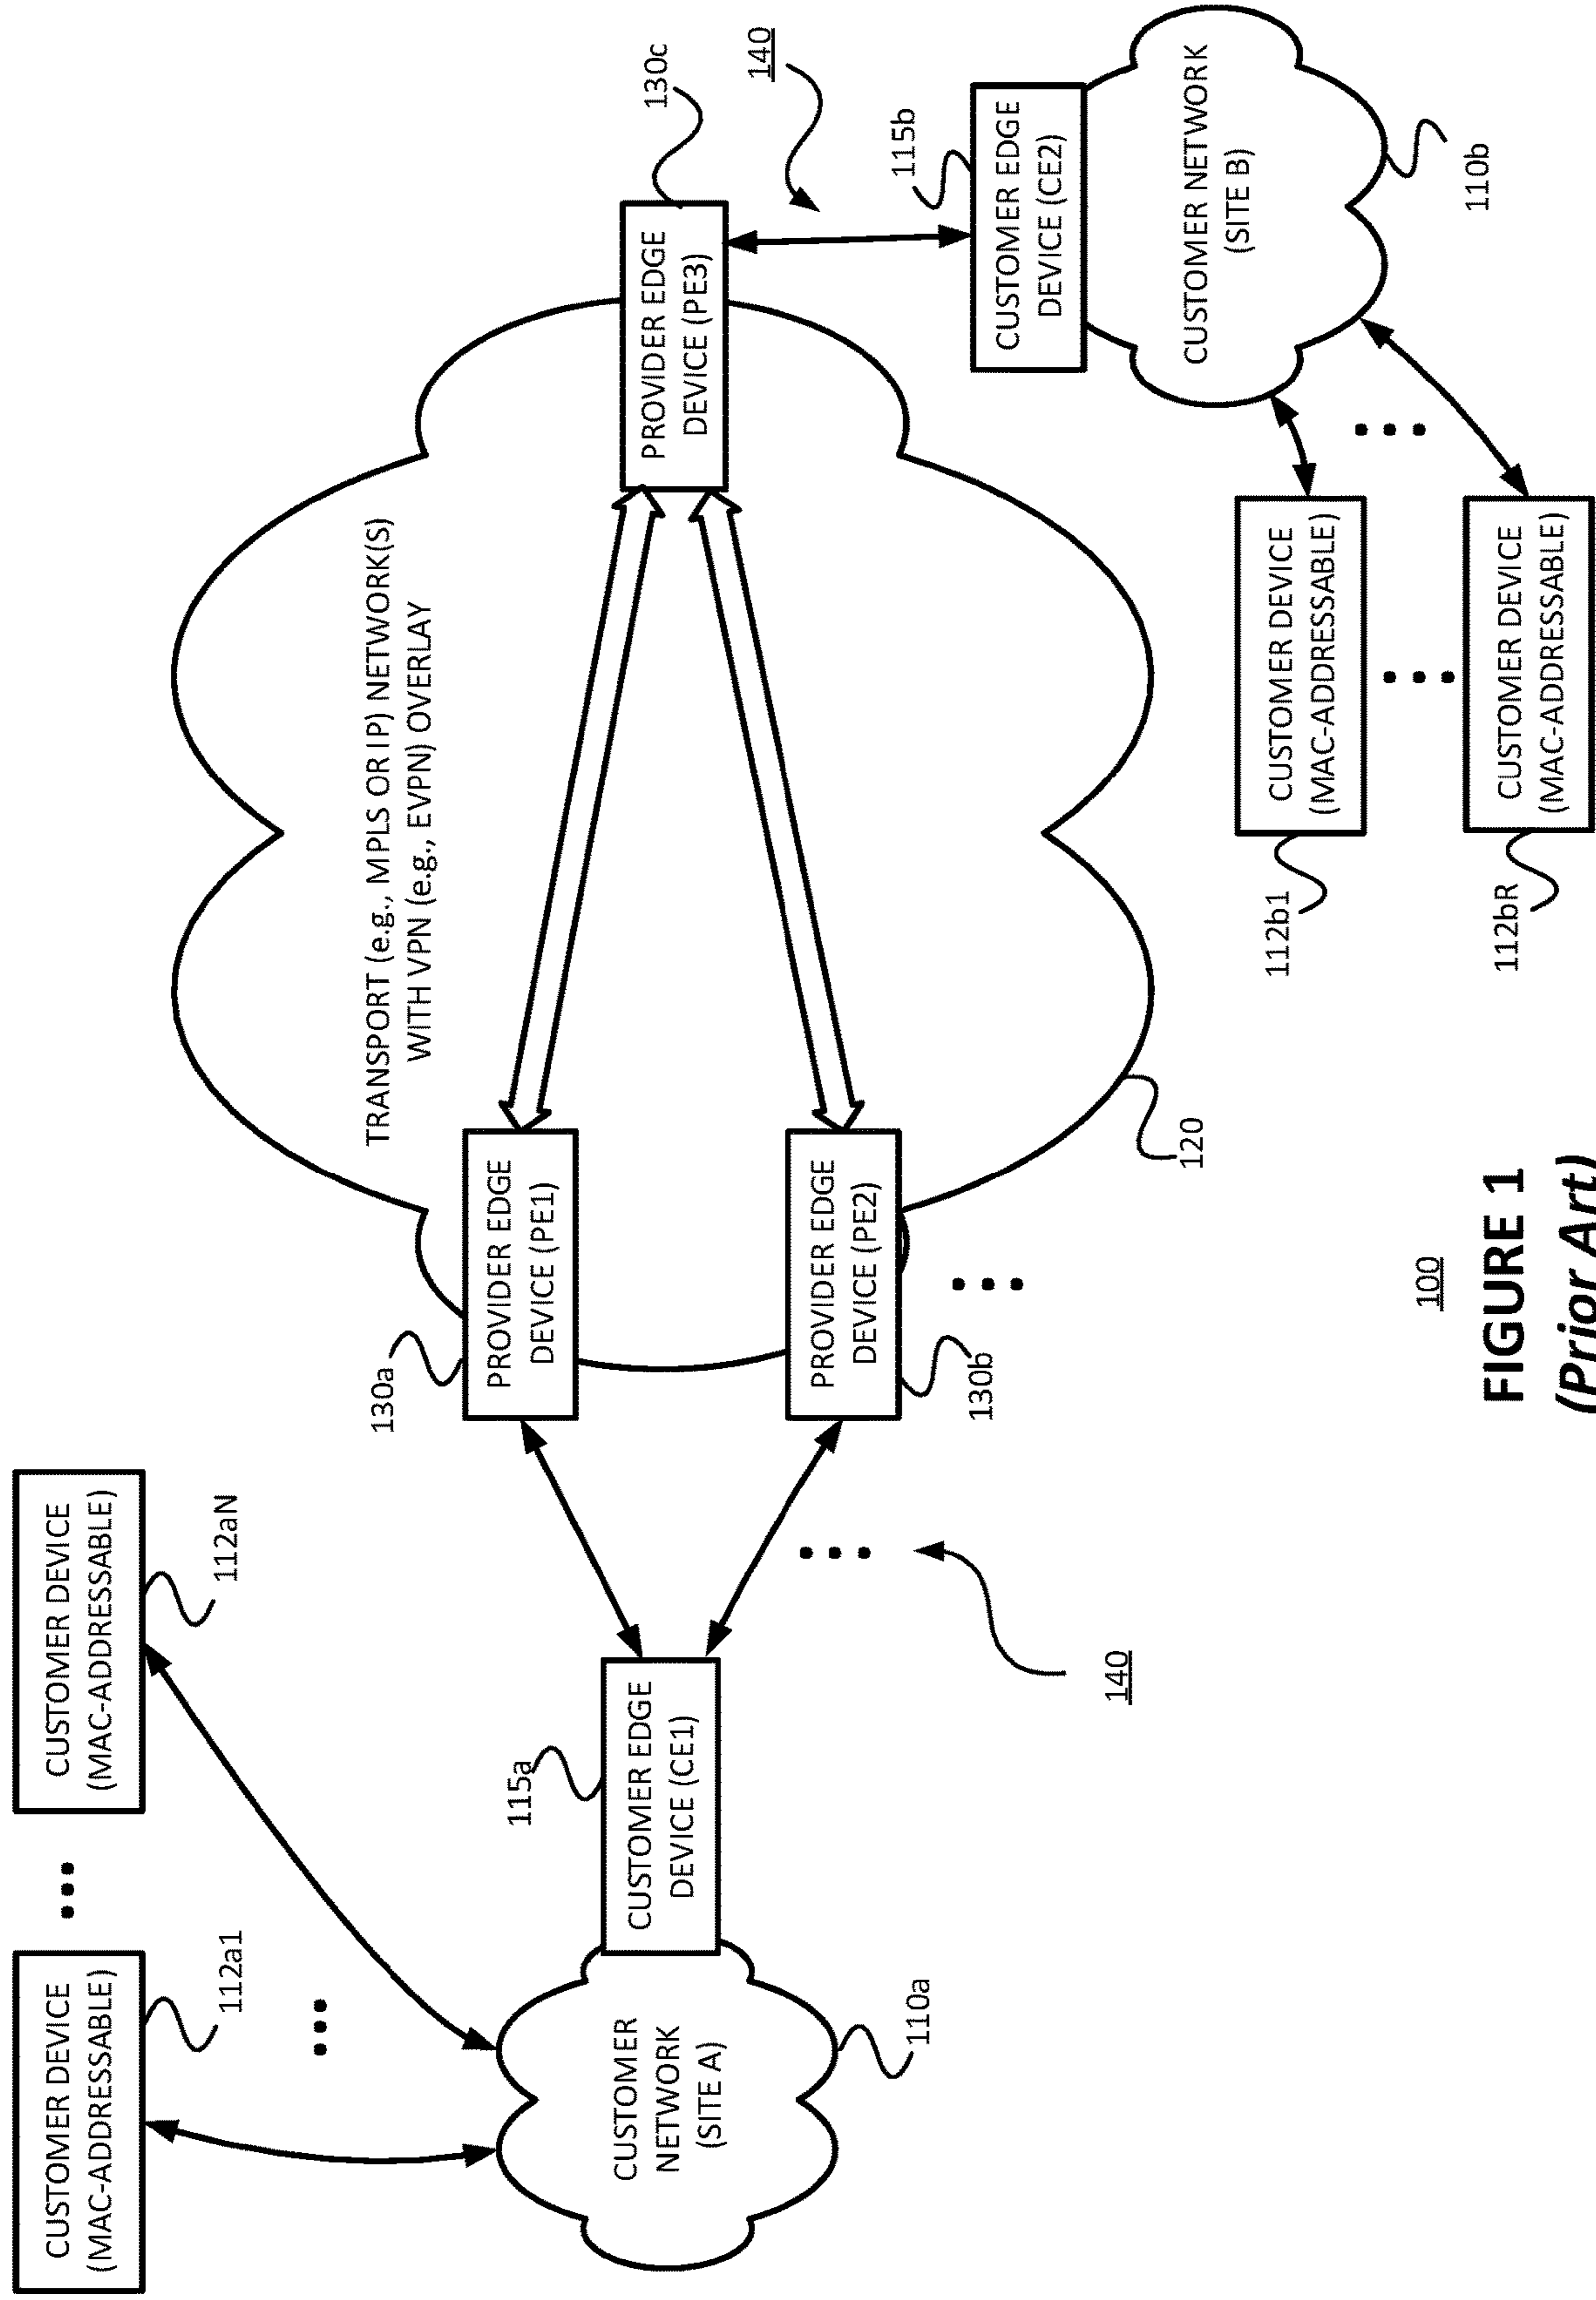 CUSTOMER DEVICE
(MAC-ADDRESSABLE)
112a1
CUSTOMER DEVICE
(MAC-ADDRESSABLE)
112aN
CUSTOMER
NETWORK
(SITE A)
110a
115a
CUSTOMER EDGE
DEVICE (CE1)
140
130a
PROVIDER EDGE
DEVICE (PE1)
PROVIDER EDGE
DEVICE (PE2)
130b
TRANSPORT (e.g., MPLS OR IP) NETWORK(S)
WITH VPN (e.g., EVPN) OVERLAY
120
130c
PROVIDER EDGE
DEVICE (PE3)
140
115b
CUSTOMER EDGE
DEVICE (CE2)
CUSTOMER NETWORK
(SITE B)
110b
CUSTOMER DEVICE
(MAC-ADDRESSABLE)
112b1
CUSTOMER DEVICE
(MAC-ADDRESSABLE)
112bR
100
FIGURE 1
(Prior Art)